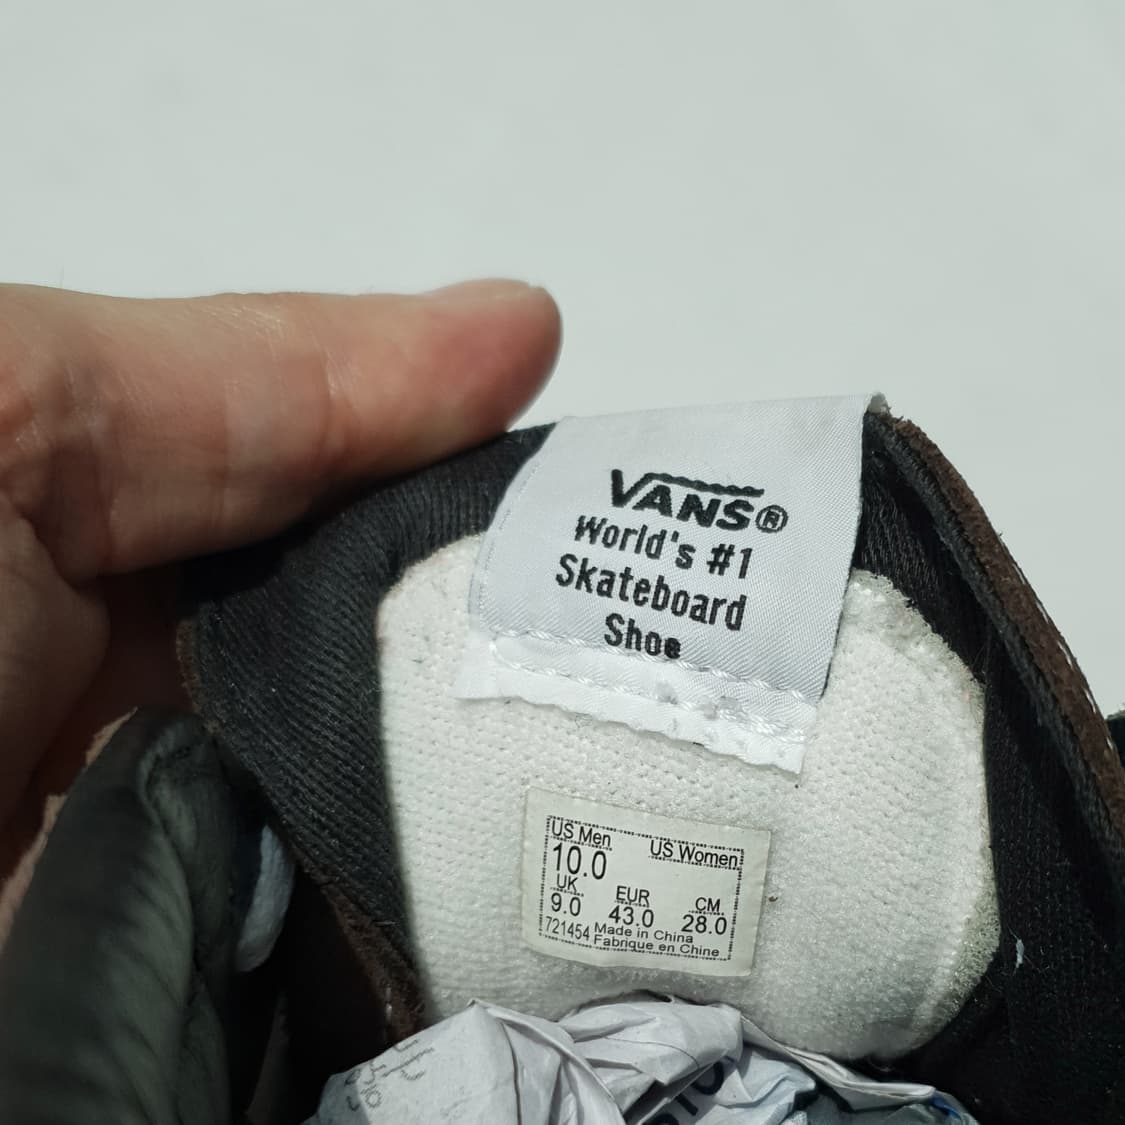 VANS®
World's #1
Skateboard
Shoe
US Men US Women
10.0
UK EUR CM
9.0 43.0 28.0
721454 Made in China
Fabrique en Chine